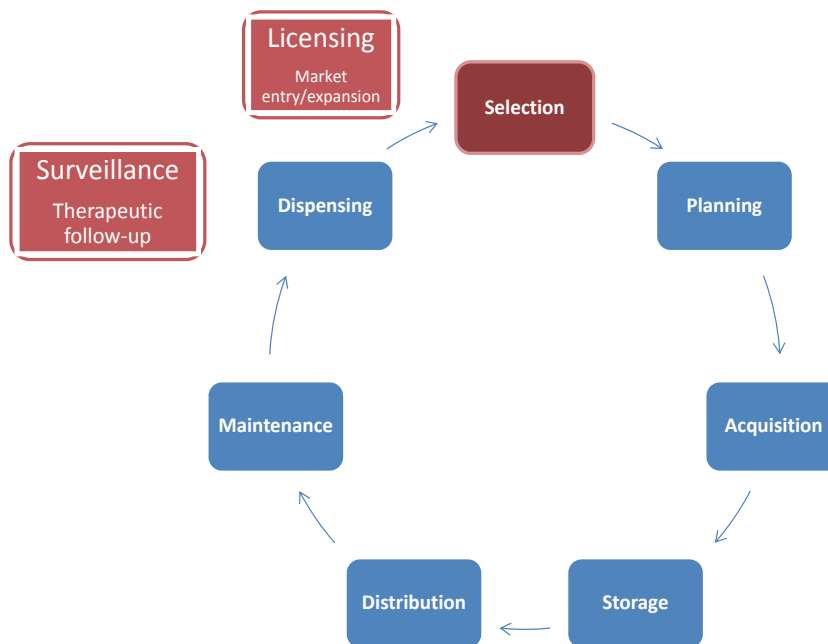 Licensing
Market
entry/expansion
Selection
Surveillance
Therapeutic
follow-up
Dispensing
Planning
Maintenance
Acquisition
Distribution
Storage